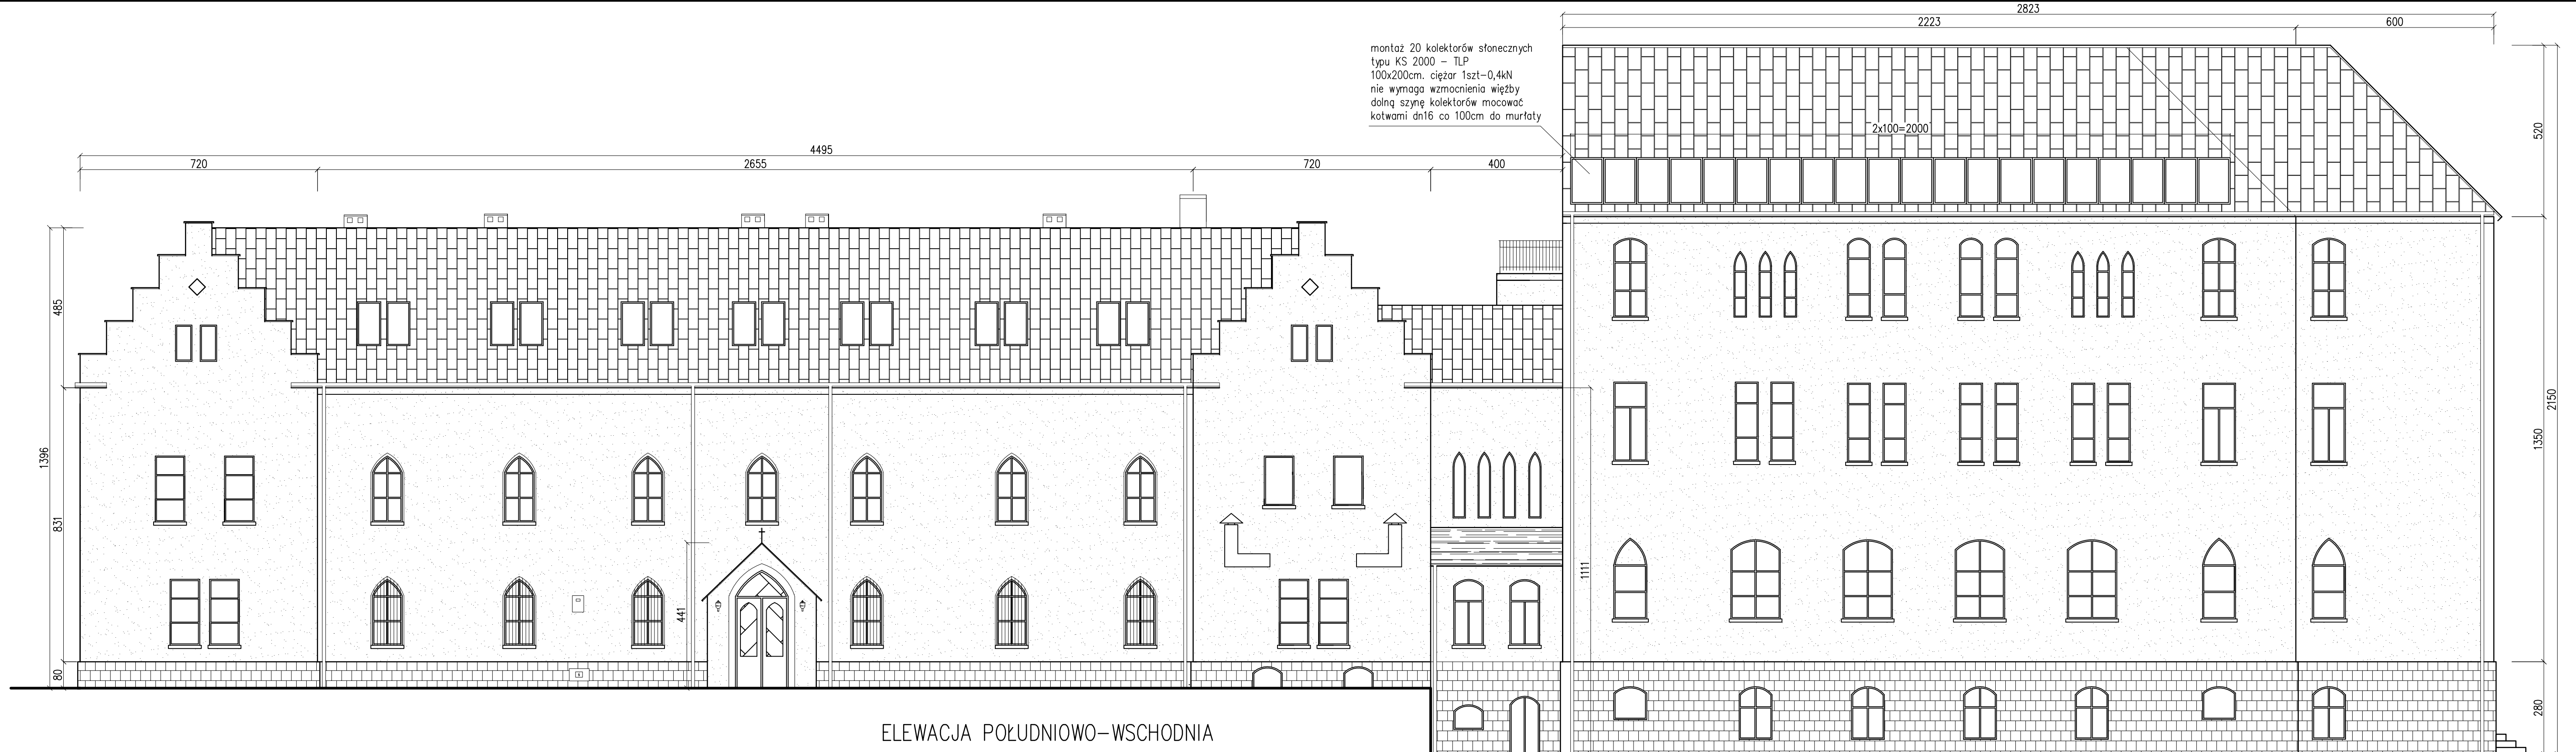 2823
2223
600
montaż 20 kolektorów słonecznych
typu KS 2000 – TLP
100x200cm. ciężar 1szt–0,4kN
nie wymaga wzmocnienia więźby
dolną szynę kolektorów mocować
kotwami dn16 co 100cm do murłaty
2x100=2000
520
4495
720
2655
720
400
485
1396
831
80
441
1111
2150
1350
280
ELEWACJA POŁUDNIOWO–WSCHODNIA